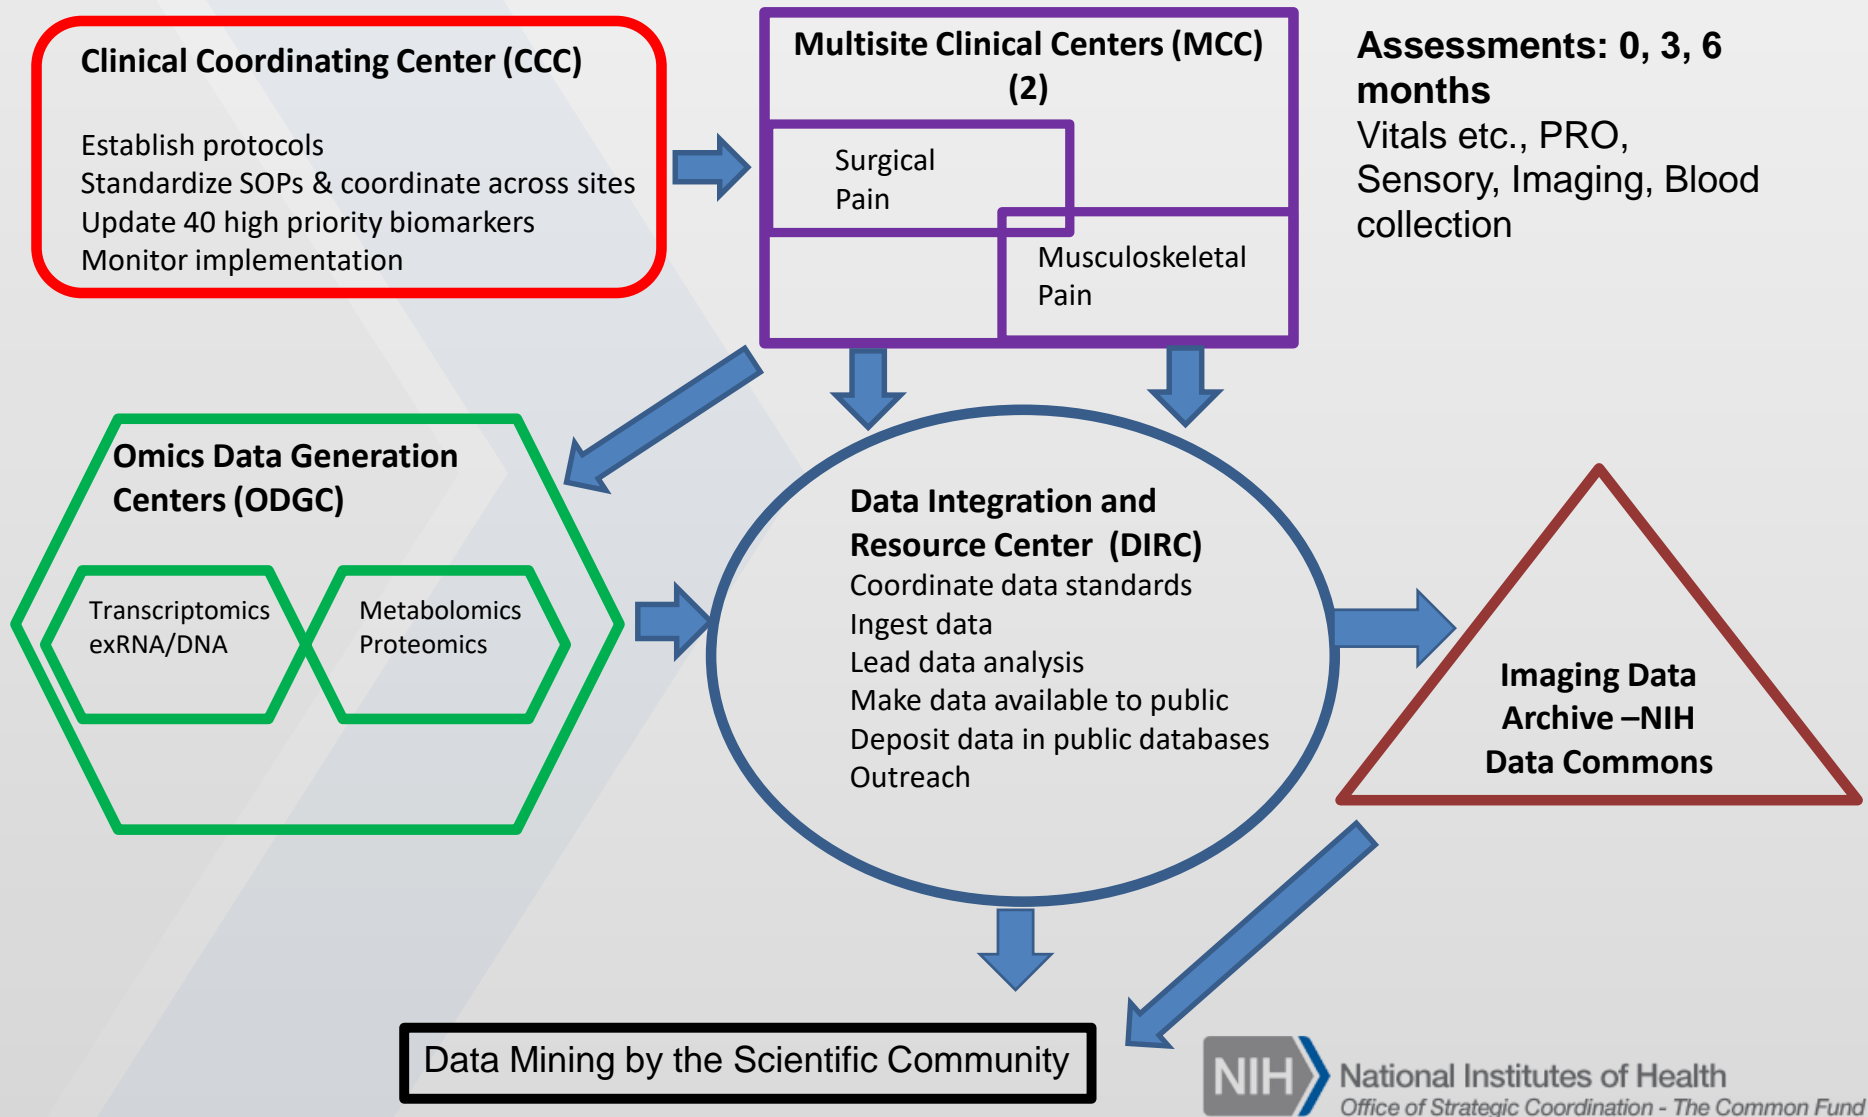 Clinical Coordinating Center (CCC)
Establish protocols
Standardize SOPs & coordinate across sites
Update 40 high priority biomarkers
Monitor implementation
Multisite Clinical Centers (MCC)
(2)
Surgical
Pain
Musculoskeletal
Pain
Assessments: 0, 3, 6
months
Vitals etc., PRO,
Sensory, Imaging, Blood
collection
Omics Data Generation
Centers (ODGC)
Transcriptomics
exRNA/DNA
Metabolomics
Proteomics
Data Integration and
Resource Center  (DIRC)
Coordinate data standards
Ingest data
Lead data analysis
Make data available to public
Deposit data in public databases
Outreach
Imaging Data
Archive –NIH
Data Commons
Data Mining by the Scientific Community
NIH
National Institutes of Health
Office of Strategic Coordination - The Common Fund